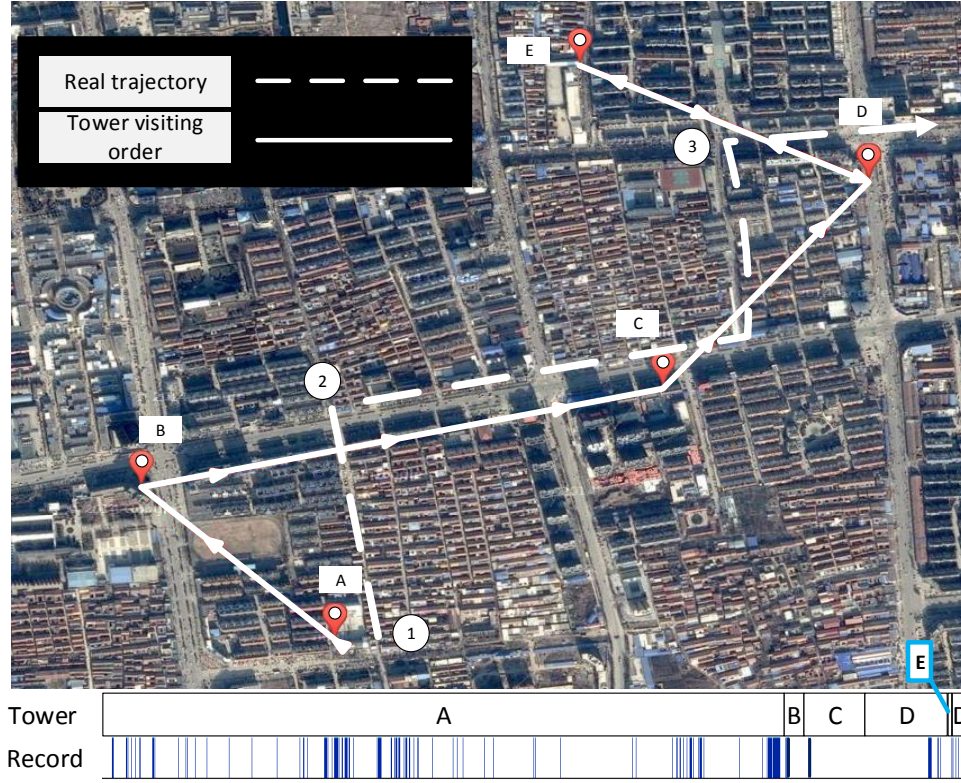 Real trajectory
Tower visiting
order
E
D
3
C
2
B
A
1
E
Tower A B C D D
Record